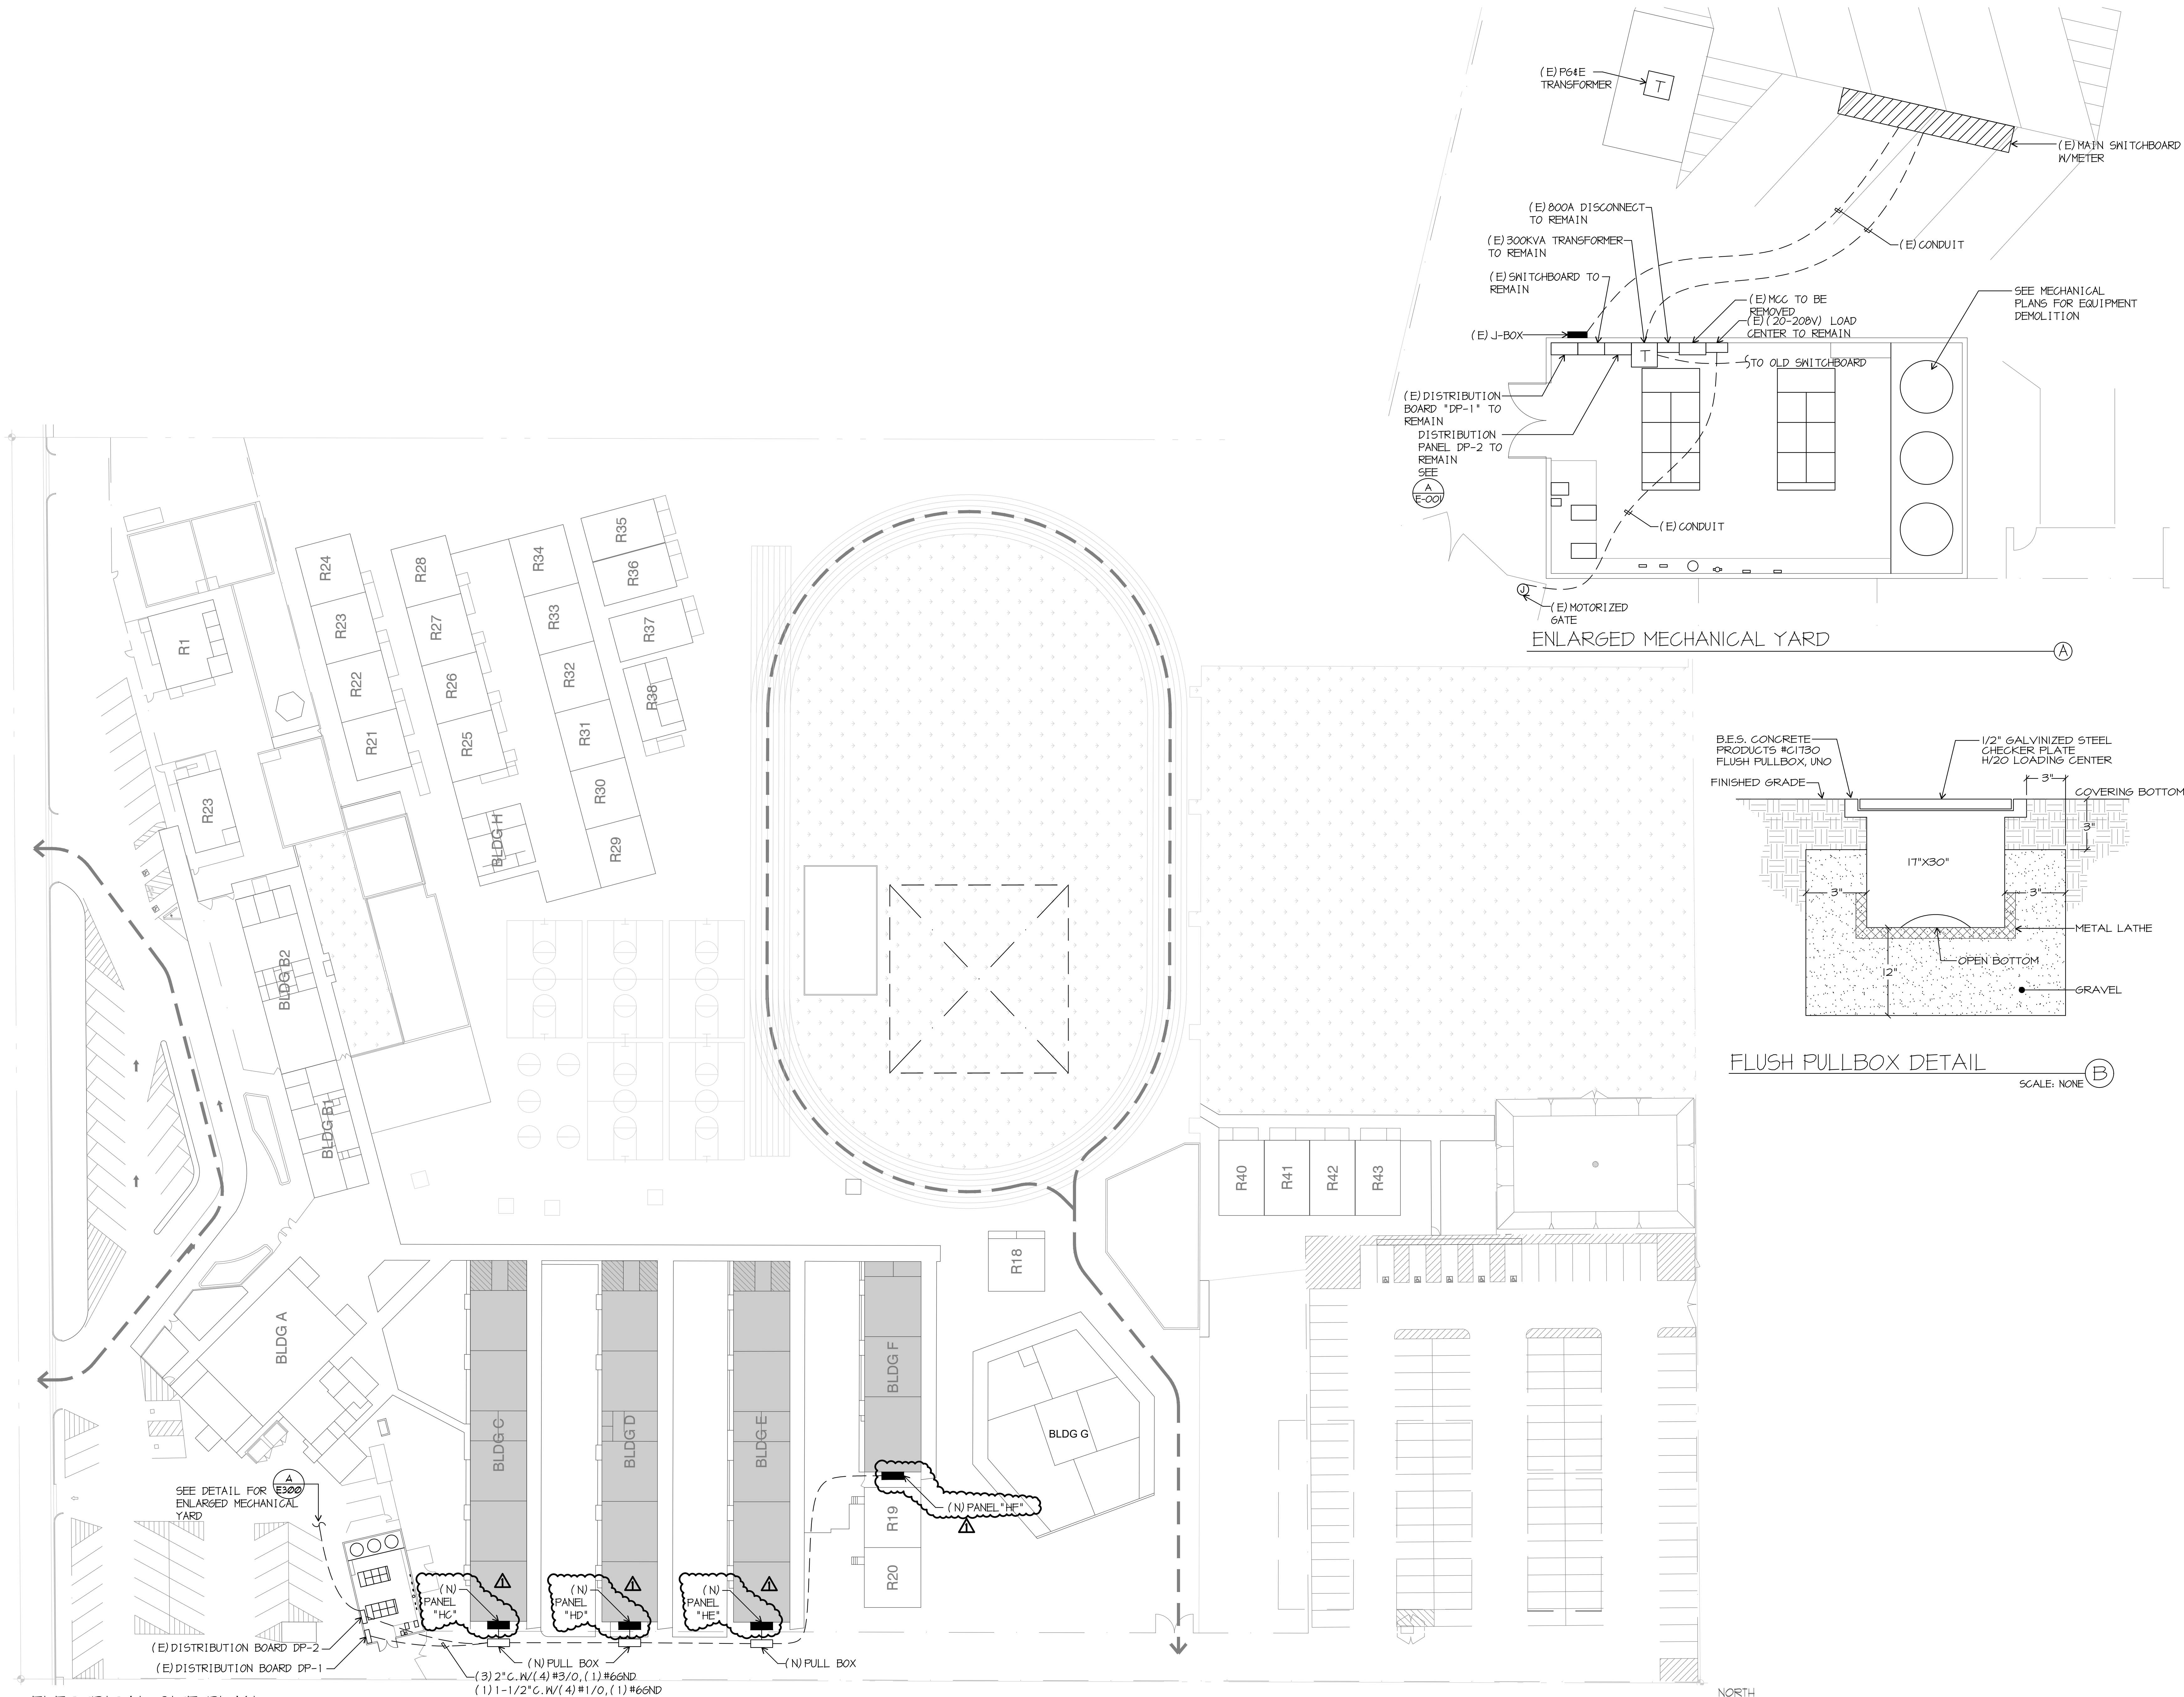 (E) PG&E
TRANSFORMER
T
(E) MAIN SWITCHBOARD
W/METER
(E) 800A DISCONNECT
TO REMAIN
(E) 300KVA TRANSFORMER
TO REMAIN
(E) CONDUIT
(E) SWITCHBOARD TO
REMAIN
SEE MECHANICAL
PLANS FOR EQUIPMENT
DEMOLITION
(E) MCC TO BE
REMOVED
(E) (20-208V) LOAD
CENTER TO REMAIN
(E) J-BOX
T
TO OLD SWITCHBOARD
(E) DISTRIBUTION
BOARD "DP-1" TO
REMAIN
DISTRIBUTION
PANEL DP-2 TO
REMAIN
SEE
A
E-001
(E) CONDUIT
J
(E) MOTORIZED
GATE
ENLARGED MECHANICAL YARD
A
B.E.S. CONCRETE
PRODUCTS #C1730
FLUSH PULLBOX, UNO
1/2" GALVINIZED STEEL
CHECKER PLATE
H/20 LOADING CENTER
FINISHED GRADE
3"
COVERING BOTTOM
3"
17"X30"
3"
3"
METAL LATHE
OPEN BOTTOM
12"
GRAVEL
FLUSH PULLBOX DETAIL
B
SCALE: NONE
R24
R23
R22
R21
R28
R27
R26
R25
R34
R33
R32
R31
R30
R29
R35
R36
R37
R38
R1
R23
BLDG H
BLDG B2
BLDG B1
BLDG A
R40
R41
R42
R43
R18
BLDG C
BLDG D
BLDG E
BLDG F
BLDG G
R19
R20
SEE DETAIL FOR
ENLARGED MECHANICAL
YARD
A
E300
(N) PANEL "HF"
1
(N)
PANEL
"HC"
1
(N)
PANEL
"HD"
1
(N)
PANEL
"HE"
1
(E) DISTRIBUTION BOARD DP-2
(E) DISTRIBUTION BOARD DP-1
(N) PULL BOX
(N) PULL BOX
(3) 2"C.W/(4) #3/0, (1) #6GND
(1) 1-1/2"C.W/(4) #1/0, (1) #6GND
NORTH